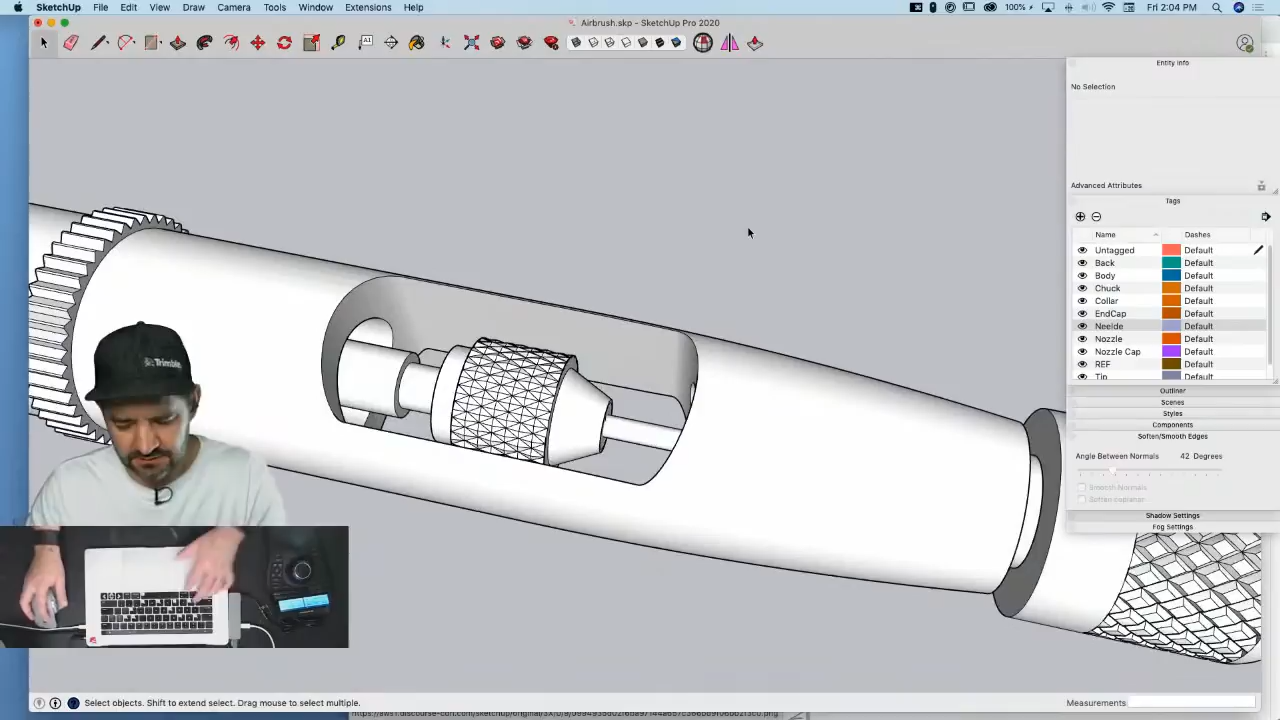 SketchUp File Edit View Draw Camera Tools Window Extensions Help
100% Fri 2:04 PM
Airbrush.skp - SketchUp Pro 2020
A1
Entity Info
No Selection
Advanced Attributes
Tags
Name Dashes
Untagged Default
Back Default
Body Default
Chuck Default
Collar Default
EndCap Default
Neelde Default
Nozzle Default
Nozzle Cap Default
REF Default
Tip Default
Outliner
Scenes
Styles
Components
Soften/Smooth Edges
Angle Between Normals 42 Degrees
Smooth Normals
Soften coplanar
Shadow Settings
Fog Settings
Trimble
Select objects. Shift to extend select. Drag mouse to select multiple.
Measurements